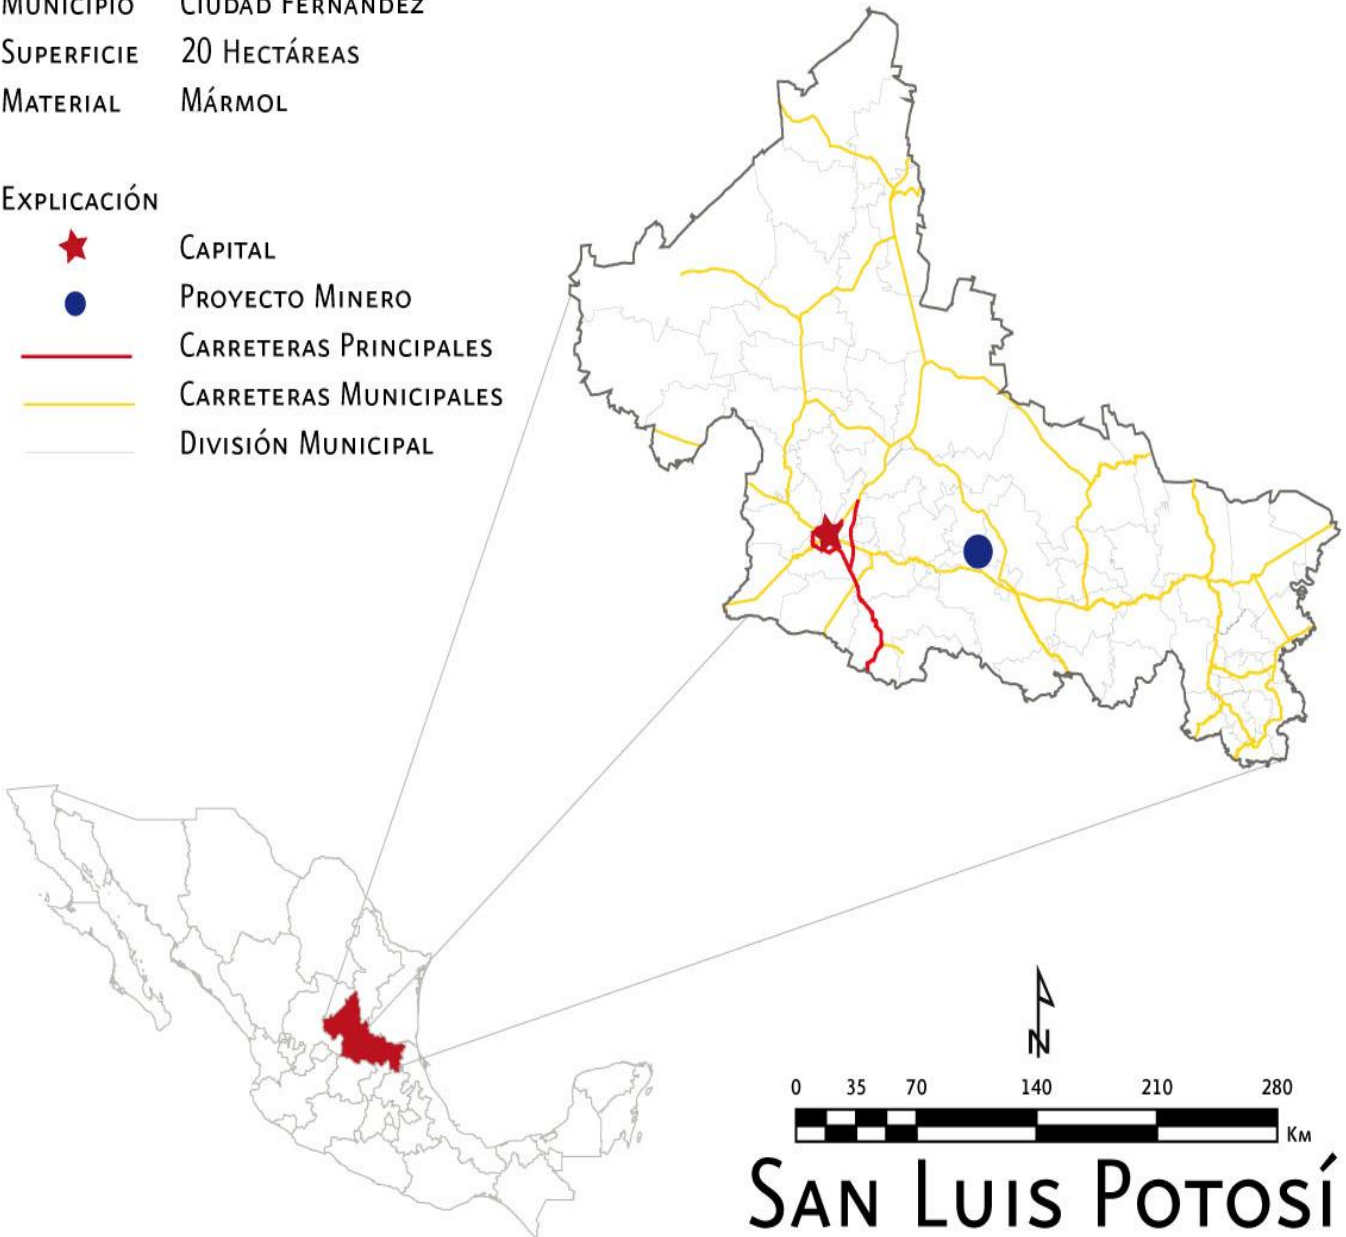 Municipio Ciudad Fernández
Superficie 20 Hectáreas
Material Mármol
Explicación
Capital
Proyecto Minero
Carreteras Principales
Carreteras Municipales
División Municipal
N
0 35 70 140 210 280
Km
San Luis Potosí